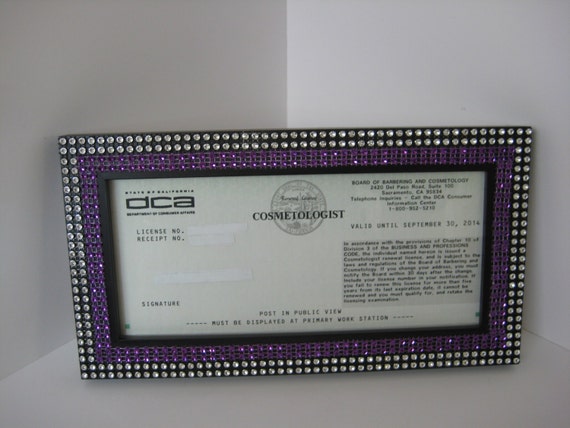 STATE OF CALIFORNIA
dca
DEPARTMENT OF CONSUMER AFFAIRS
BOARD OF BARBERING AND COSMETOLOGY
2420 Del Paso Road, Suite 100
Sacramento, CA 95834
Telephone Inquiries - Call the DCA Consumer
Information Center
1-800-952-5210
COSMETOLOGIST
LICENSE NO.
RECEIPT NO.
VALID UNTIL SEPTEMBER 30, 2014
In accordance with the provisions of Chapter 10 of
Division 3 of the BUSINESS AND PROFESSIONS
CODE, the individual named hereon is issued a
Cosmetologist renewal license and is subject to the
laws and regulations of the Board of Barbering and
Cosmetology. If you change your address, you must
notify the Board within 30 days after the change.
Include your license number in your notification. If
you fail to renew this license for more than five
years from its last expiration date, it cannot be
renewed and you must qualify for, and retake the
licensing examination.
SIGNATURE
POST IN PUBLIC VIEW
----- MUST BE DISPLAYED AT PRIMARY WORK STATION -----